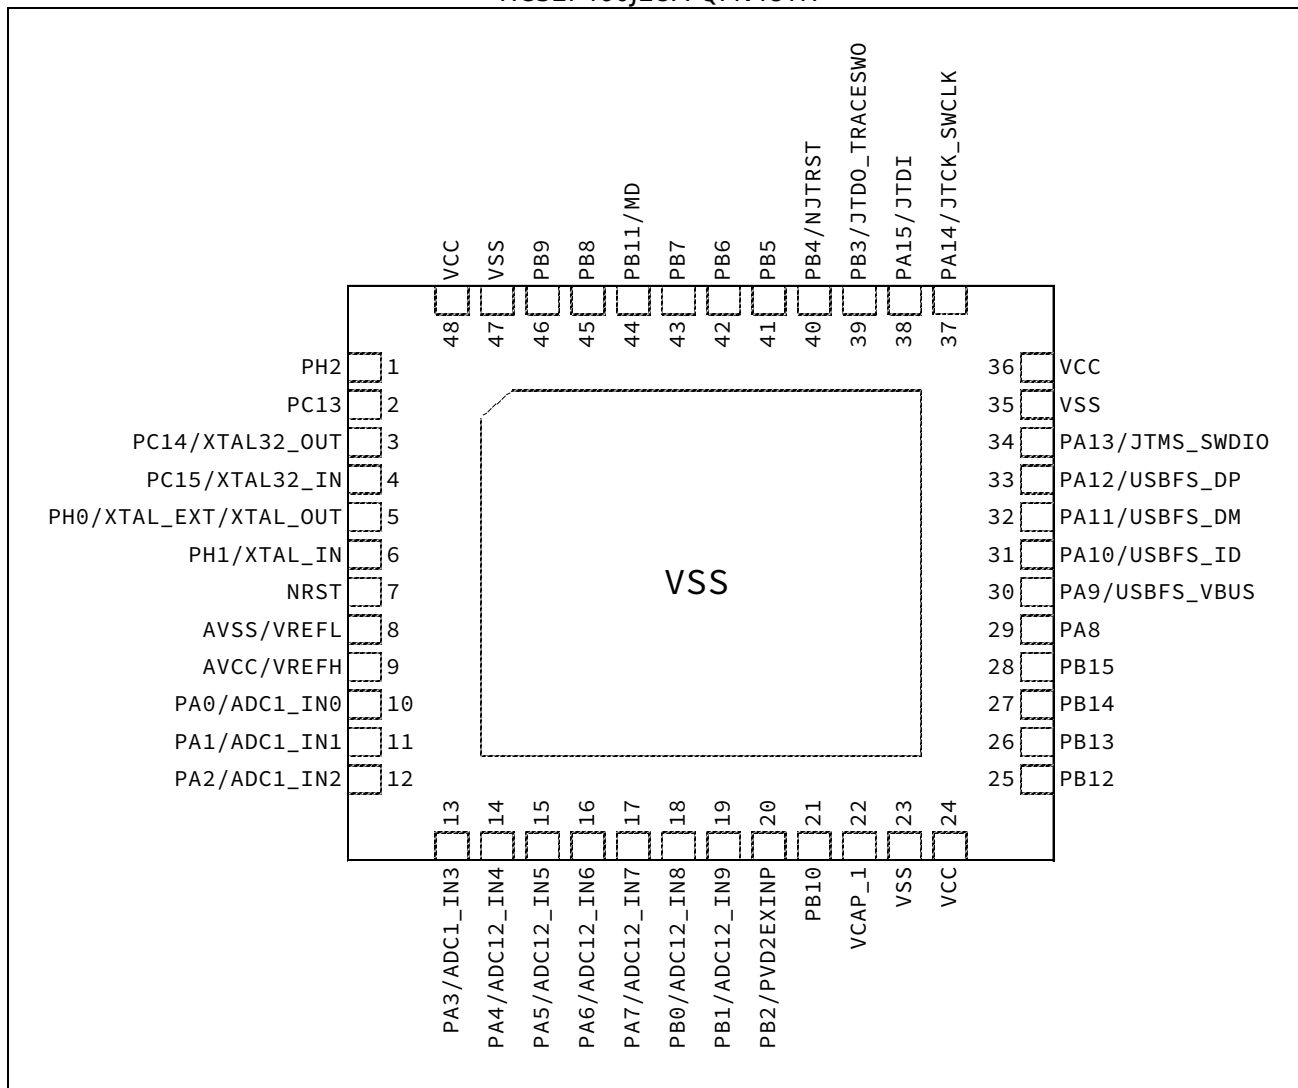 VCC
VSS
PB9
PB8
PB11/MD
PB7
PB6
PB5
PB4/NJTRST
PB3/JTDO_TRACESWO
PA15/JTDI
PA14/JTCK_SWCLK
48
47
46
45
44
43
42
41
40
39
38
37
PH2 1
PC13 2
PC14/XTAL32_OUT 3
PC15/XTAL32_IN 4
PH0/XTAL_EXT/XTAL_OUT 5
PH1/XTAL_IN 6
NRST 7
AVSS/VREFL 8
AVCC/VREFH 9
PA0/ADC1_IN0 10
PA1/ADC1_IN1 11
PA2/ADC1_IN2 12
VSS
36 VCC
35 VSS
34 PA13/JTMS_SWDIO
33 PA12/USBFS_DP
32 PA11/USBFS_DM
31 PA10/USBFS_ID
30 PA9/USBFS_VBUS
29 PA8
28 PB15
27 PB14
26 PB13
25 PB12
13
14
15
16
17
18
19
20
21
22
23
24
PA3/ADC1_IN3
PA4/ADC12_IN4
PA5/ADC12_IN5
PA6/ADC12_IN6
PA7/ADC12_IN7
PB0/ADC12_IN8
PB1/ADC12_IN9
PB2/PVD2EXINP
PB10
VCAP_1
VSS
VCC